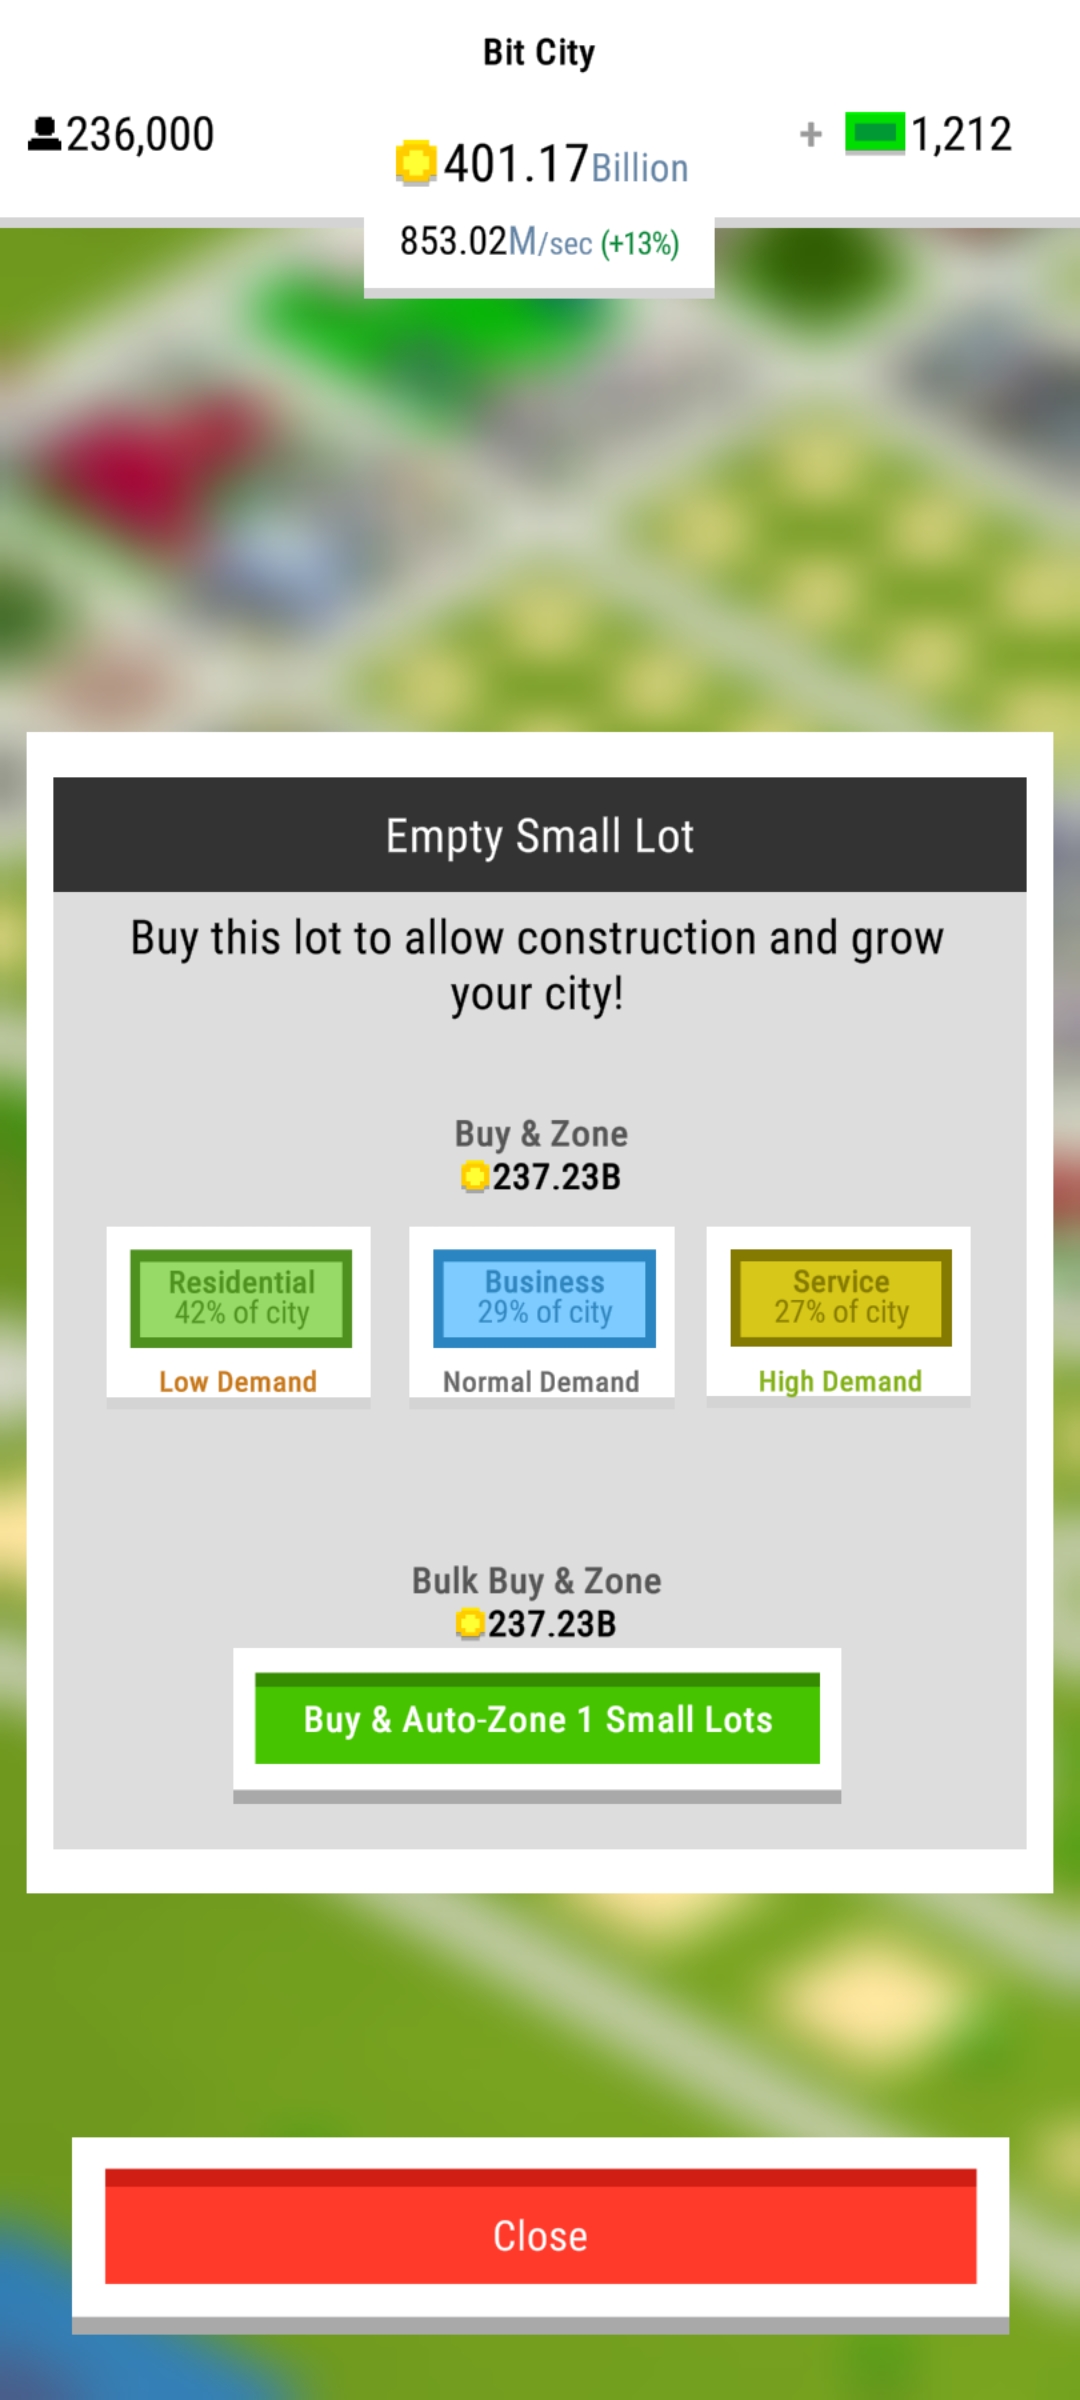 Bit City
236,000
401.17Billion
+ 1,212
853.02M/sec (+13%)
Empty Small Lot
Buy this lot to allow construction and grow
your city!
Buy & Zone
237.23B
Residential
42% of city
Low Demand
Business
29% of city
Normal Demand
Service
27% of city
High Demand
Bulk Buy & Zone
237.23B
Buy & Auto-Zone 1 Small Lots
Close